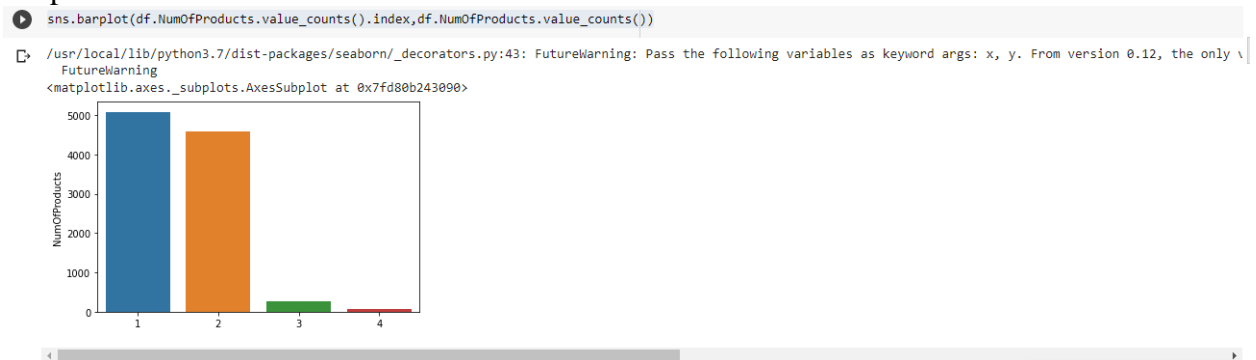 sns.barplot(df.NumOfProducts.value_counts().index,df.NumOfProducts.value_counts())
/usr/local/lib/python3.7/dist-packages/seaborn/_decorators.py:43: FutureWarning: Pass the following variables as keyword args: x, y. From version 0.12, the only
FutureWarning
<matplotlib.axes._subplots.AxesSubplot at 0x7fd80b243090>
5000
4000
3000
2000
1000
0
NumOfProducts
1 2 3 4